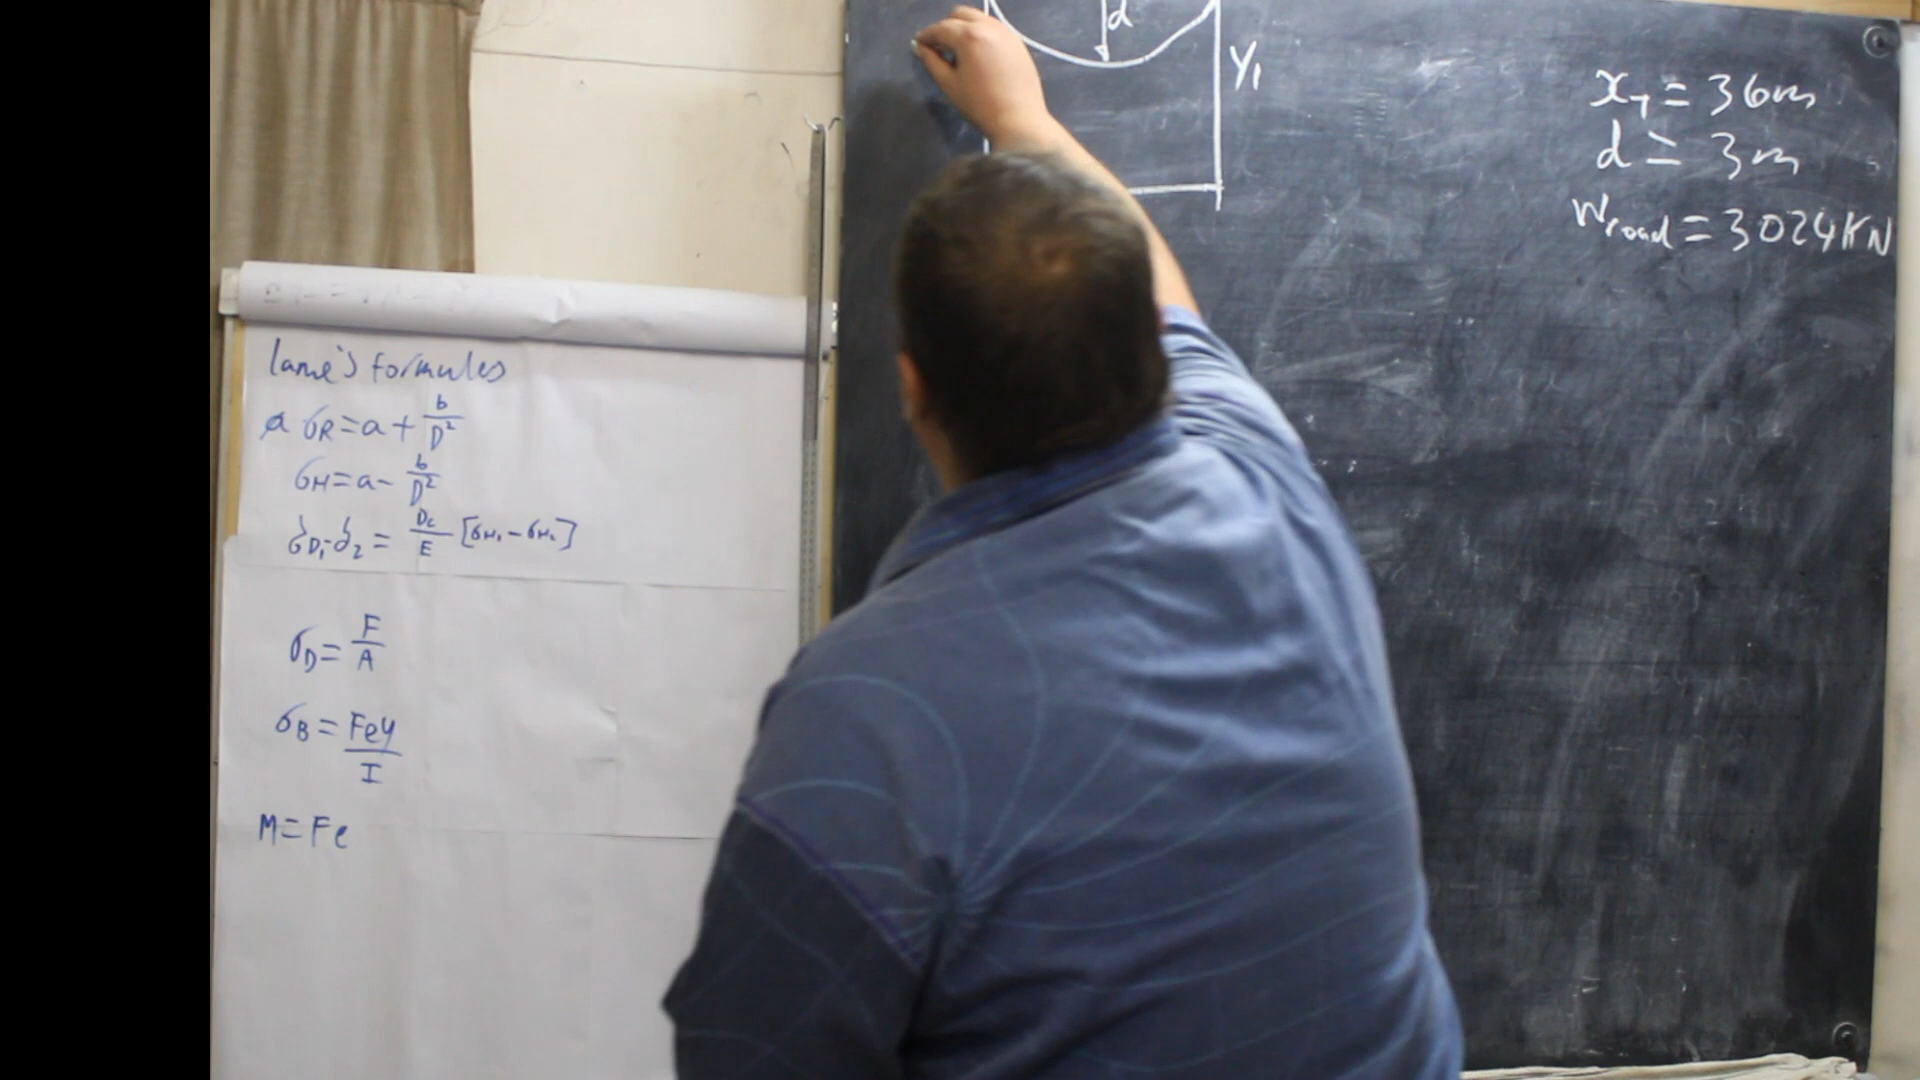 Lame's formules
σR = a + b/D²
σH = a - b/D²
δD₁-δ₂ = Dc/E [σH₁ - σH₂]
σD = F/A
σB = Fey/I
M = Fe
d
Y₁
xT = 36m
d = 3m
Wroad = 3024KN